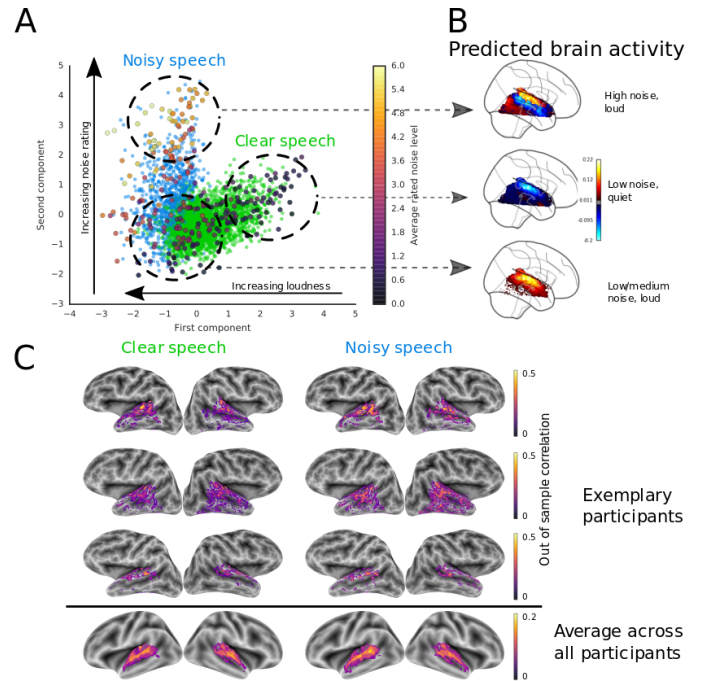 A
B
Predicted brain activity
Noisy speech
Clear speech
High noise,
loud
Low noise,
quiet
Low/medium
noise, loud
0.22
0.12
0.011
-0.095
-0.2
5
4
3
2
1
0
−1
−2
−3
−4
−3
−2
−1
0
1
2
3
4
5
Second component
Increasing noise rating
Increasing loudness
First component
6.0
5.4
4.8
4.2
3.6
3.0
2.4
1.8
1.2
0.6
0.0
Average rated noise level
C
Clear speech
Noisy speech
0.5
0
0.5
0
0.5
0
Out of sample correlation
Exemplary
participants
0.2
0
Average across
all participants